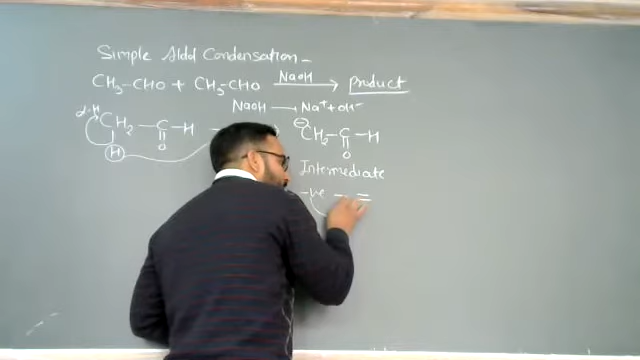 Simple Aldol Condensation -
CH3-CHO + CH3-CHO NaOH → product
NaOH → Na+ + OH-
α-H CH2 - C - H ⊖CH2 - C - H
H O O
Intermediate
-ve - =